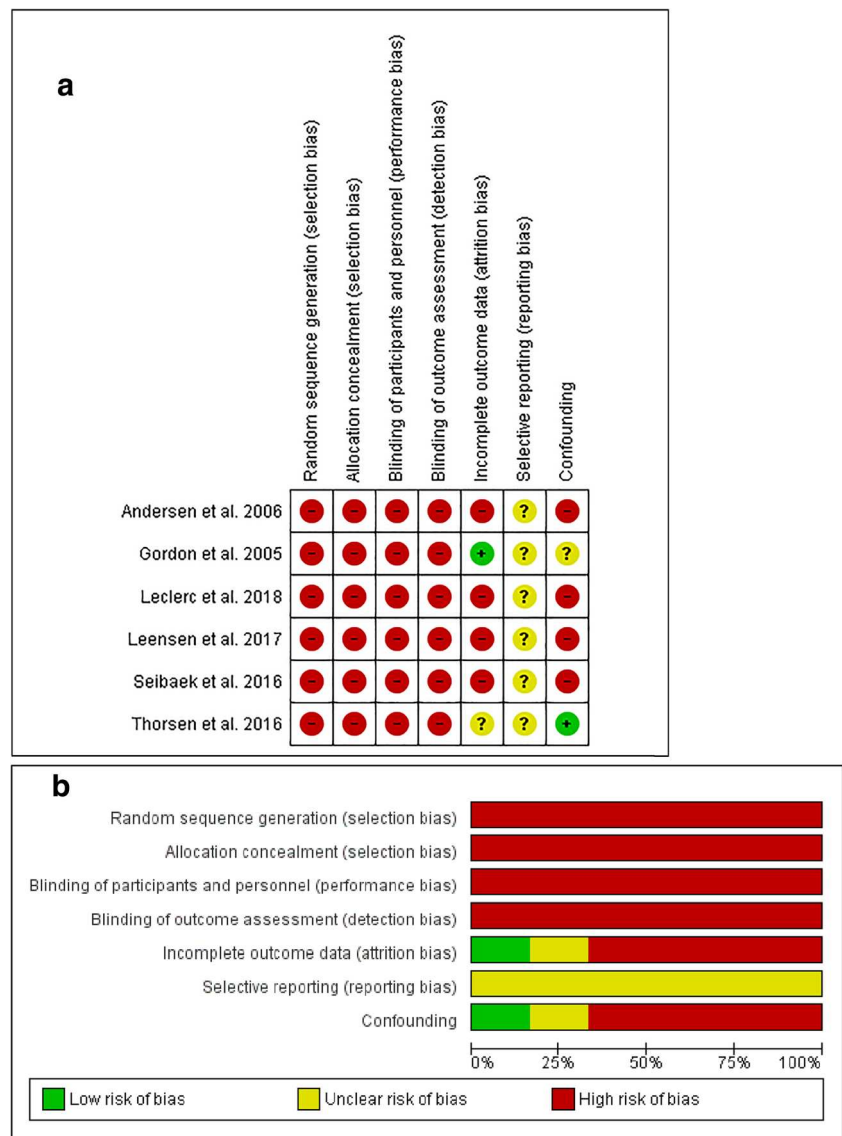 a
Random sequence generation (selection bias)
Allocation concealment (selection bias)
Blinding of participants and personnel (performance bias)
Blinding of outcome assessment (detection bias)
Incomplete outcome data (attrition bias)
Selective reporting (reporting bias)
Confounding
Andersen et al. 2006 - - - - - ? -
Gordon et al. 2005 - - - - + ? ?
Leclerc et al. 2018 - - - - - ? -
Leensen et al. 2017 - - - - - ? -
Seibaek et al. 2016 - - - - - ? -
Thorsen et al. 2016 - - - - ? ? +
b
Random sequence generation (selection bias)
Allocation concealment (selection bias)
Blinding of participants and personnel (performance bias)
Blinding of outcome assessment (detection bias)
Incomplete outcome data (attrition bias)
Selective reporting (reporting bias)
Confounding
0% 25% 50% 75% 100%
Low risk of bias Unclear risk of bias High risk of bias